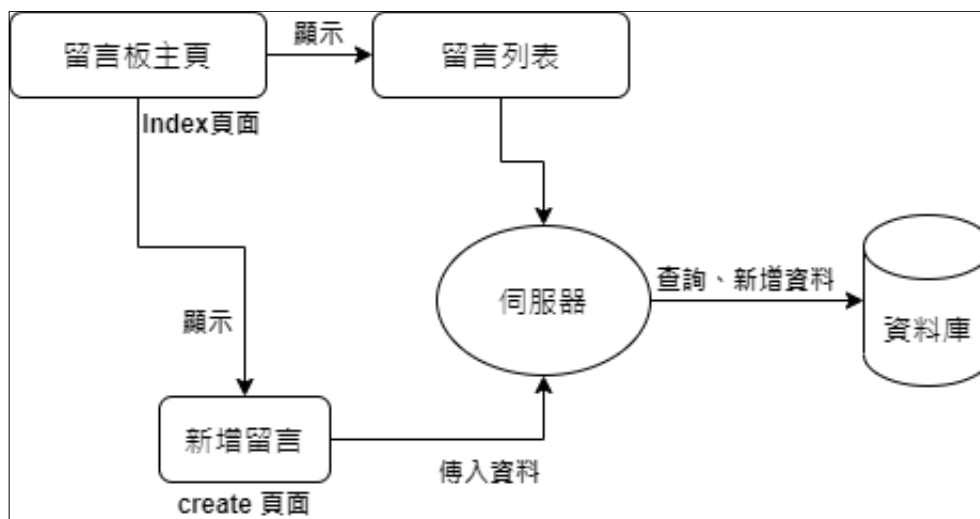 留言板主頁
顯示
留言列表
Index頁面
伺服器
查詢、新增資料
資料庫
顯示
新增留言
傳入資料
create 頁面